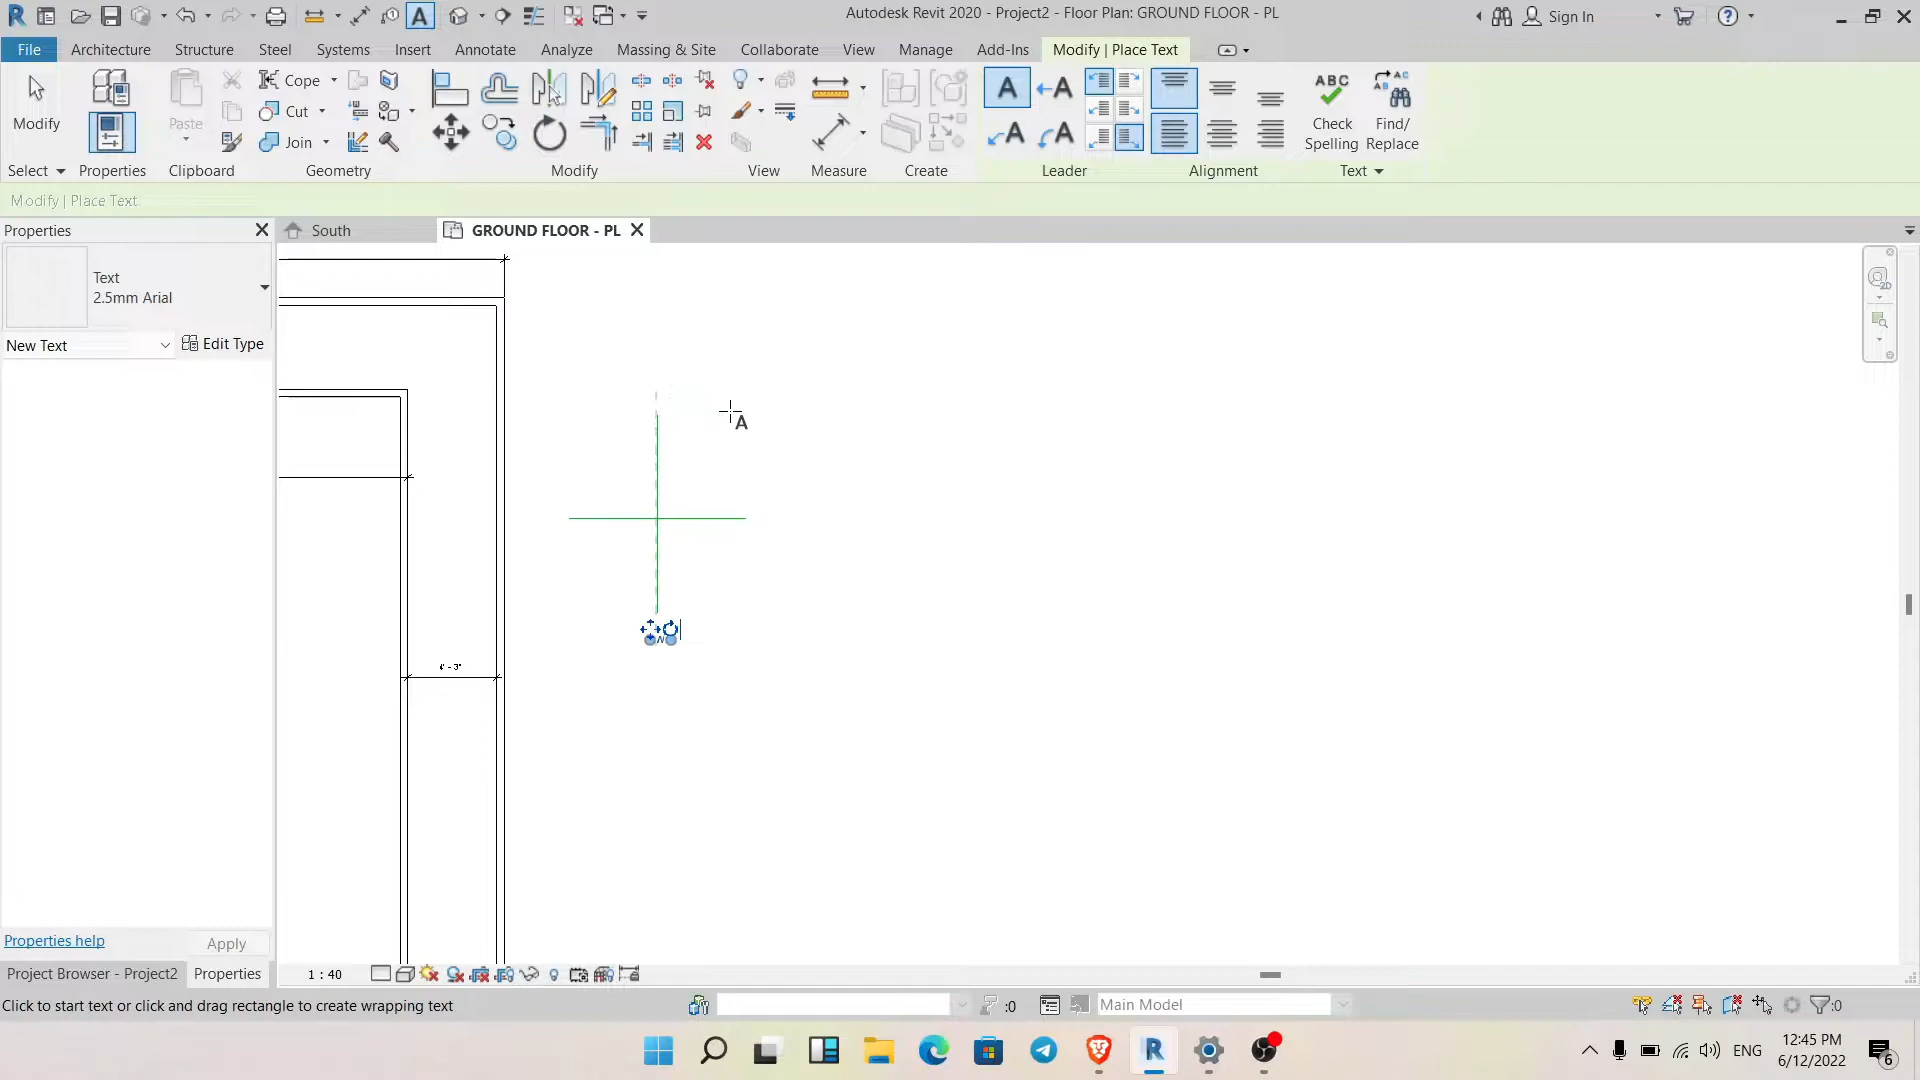 Autodesk Revit 2020 - Project2 - Floor Plan: GROUND FLOOR - PL
Sign In
File
Architecture
Structure
Steel
Systems
Insert
Annotate
Analyze
Massing & Site
Collaborate
View
Manage
Add-Ins
Modify | Place Text
Modify
Paste
Cope
Cut
Join
Check Spelling
Find/ Replace
Select
Properties
Clipboard
Geometry
Modify
View
Measure
Create
Leader
Alignment
Text
Modify | Place Text
Properties
South
GROUND FLOOR - PL
Text
2.5mm Arial
New Text
Edit Type
A
Properties help
Apply
Project Browser - Project2
Properties
1 : 40
Click to start text or click and drag rectangle to create wrapping text
:0
Main Model
:0
ENG
12:45 PM
6/12/2022
6